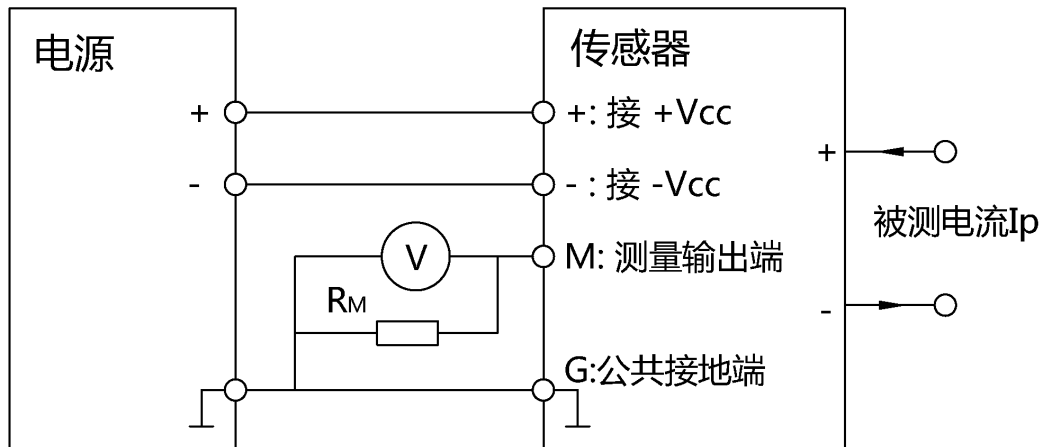 电源
传感器
+
+: 接 +Vcc
-
- : 接 -Vcc
V
M: 测量输出端
RM
G:公共接地端
+
被测电流Ip
-